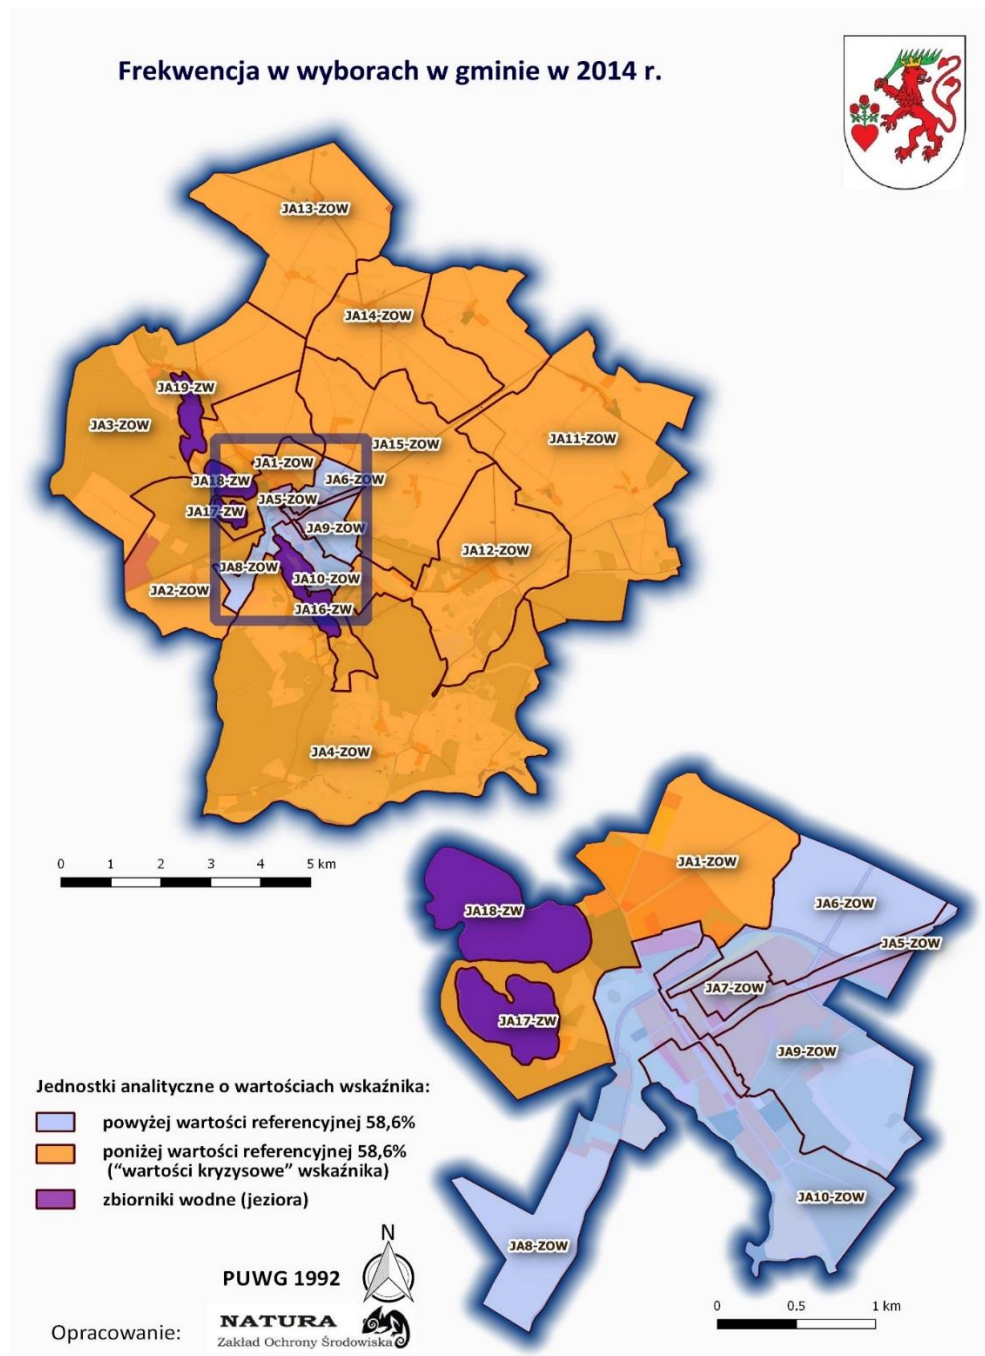 Frekwencja w wyborach w gminie w 2014 r.
JA13-ZOW
JA14-ZOW
JA19-ZW
JA3-ZOW
JA15-ZOW
JA11-ZOW
JA1-ZOW
JA18-ZW
JA6-ZOW
JA5-ZOW
JA17-ZW
JA9-ZOW
JA12-ZOW
JA8-ZOW
JA10-ZOW
JA2-ZOW
JA16-ZW
JA4-ZOW
0 1 2 3 4 5 km
JA1-ZOW
JA18-ZW
JA6-ZOW
JA5-ZOW
JA7-ZOW
JA17-ZW
JA9-ZOW
JA10-ZOW
JA8-ZOW
Jednostki analityczne o wartościach wskaźnika:
powyżej wartości referencyjnej 58,6%
poniżej wartości referencyjnej 58,6%
("wartości kryzysowe" wskaźnika)
zbiorniki wodne (jeziora)
N
PUWG 1992
0 0.5 1 km
Opracowanie:
NATURA
Zakład Ochrony Środowiska